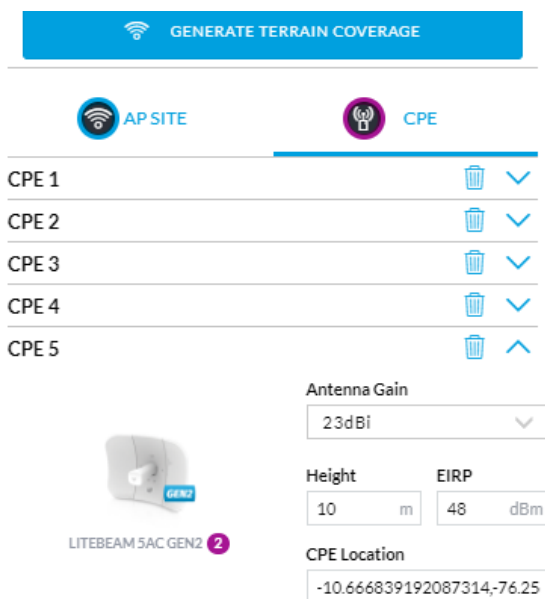 GENERATE TERRAIN COVERAGE
AP SITE CPE
CPE 1
CPE 2
CPE 3
CPE 4
CPE 5
Antenna Gain
23dBi
GEN2
Height EIRP
10 m 48 dBm
LITEBEAM 5AC GEN2 2
CPE Location
-10.666839192087314,-76.25